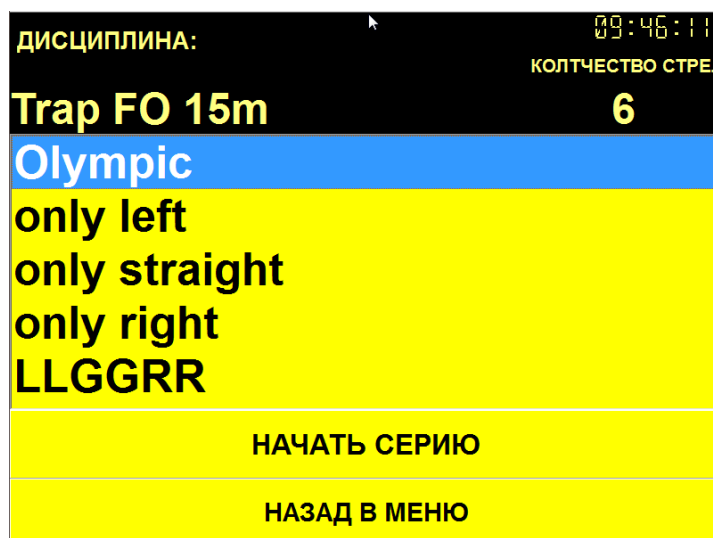 ДИСЦИПЛИНА:
09:46:11
КОЛТЧЕСТВО
Trap FO 15m
6
Olympic
only left
only straight
only right
LLGGRR
НАЧАТЬ СЕРИЮ
НАЗАД В МЕНЮ